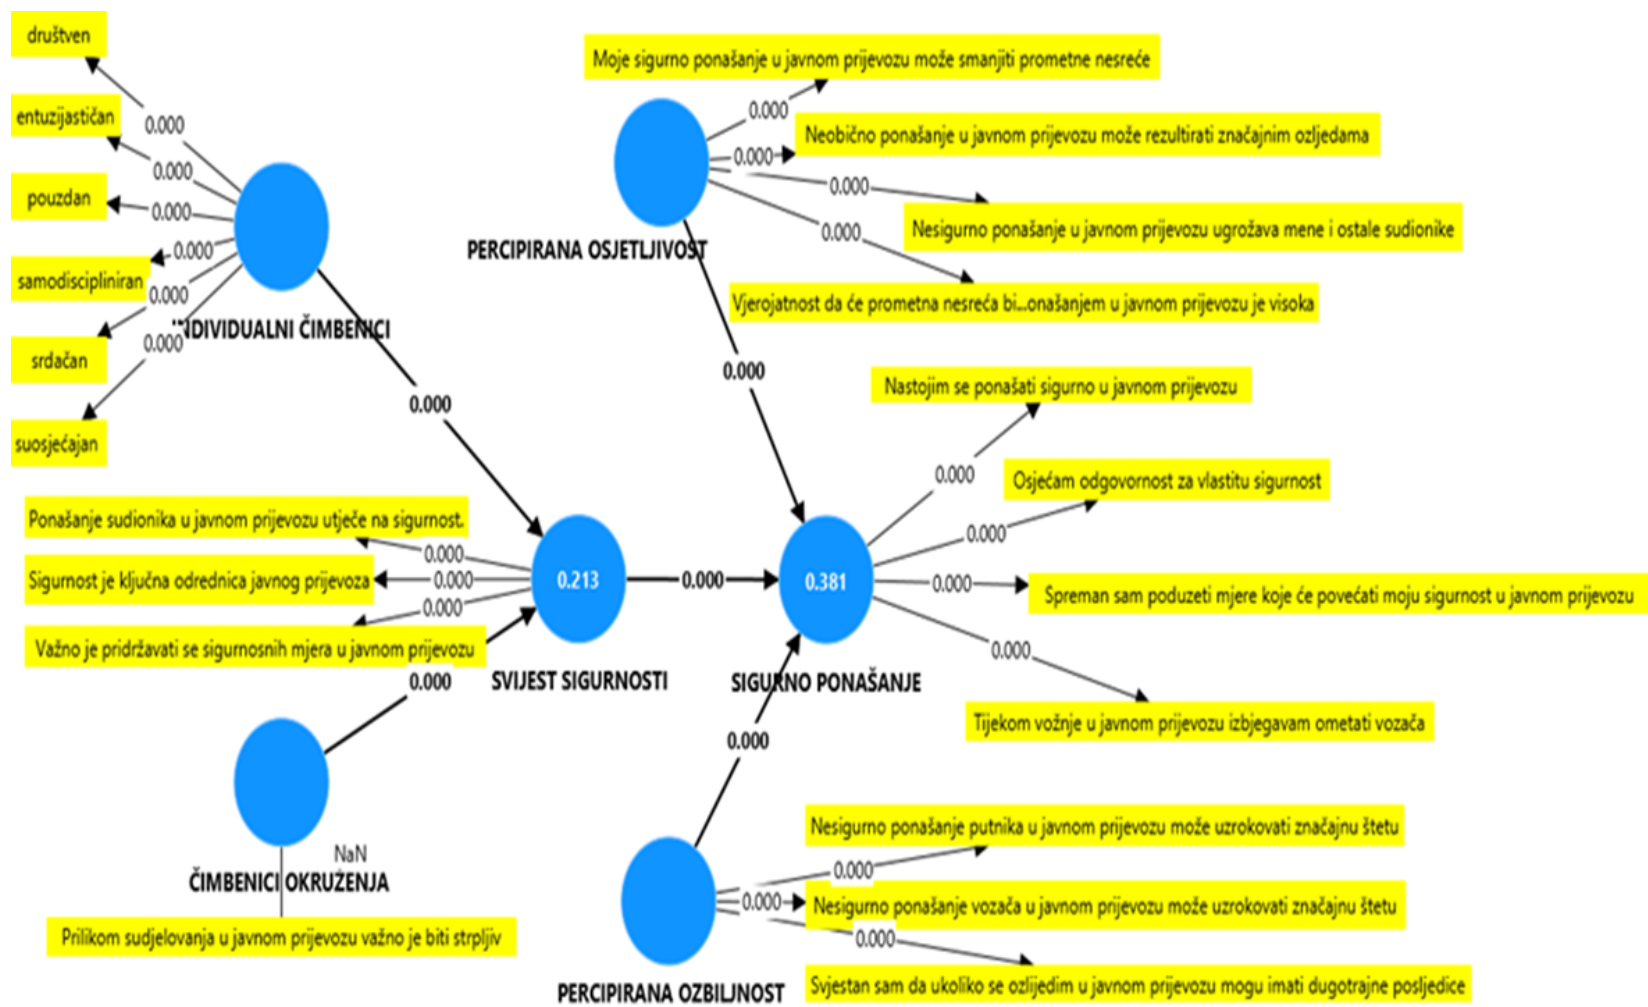 društven
0.000
entuzijastičan
0.000
pouzdan
0.000
0.000
samodiscipliniran
0.000
srdačan
0.000
suosjećajan
INDIVIDUALNI ČIMBENICI
0.000
Moje sigurno ponašanje u javnom prijevozu može smanjiti prometne nesreće
0.000
Neobično ponašanje u javnom prijevozu može rezultirati značajnim ozljedama
0.000
0.000
Nesigurno ponašanje u javnom prijevozu ugrožava mene i ostale sudionike
0.000
Vjerojatnost da će prometna nesreća bi...onašanjem u javnom prijevozu je visoka
PERCIPIRANA OSJETLJIVOST
0.000
Nastojim se ponašati sigurno u javnom prijevozu
0.000
Osjećam odgovornost za vlastitu sigurnost
0.000
0.000
Spreman sam poduzeti mjere koje će povećati moju sigurnost u javnom prijevozu
0.000
Tijekom vožnje u javnom prijevozu izbjegavam ometati vozača
Ponašanje sudionika u javnom prijevozu utječe na sigurnost.
0.000
Sigurnost je ključna odrednica javnog prijevoza
0.000
0.000
Važno je pridržavati se sigurnosnih mjera u javnom prijevozu
0.213
0.000
0.381
SVIJEST SIGURNOSTI
SIGURNO PONAŠANJE
0.000
0.000
NaN
ČIMBENICI OKRUŽENJA
Prilikom sudjelovanja u javnom prijevozu važno je biti strpljiv
Nesigurno ponašanje putnika u javnom prijevozu može uzrokovati značajnu štetu
0.000
0.000
Nesigurno ponašanje vozača u javnom prijevozu može uzrokovati značajnu štetu
0.000
Svjestan sam da ukoliko se ozlijedim u javnom prijevozu mogu imati dugotrajne posljedice
PERCIPIRANA OZBILJNOST